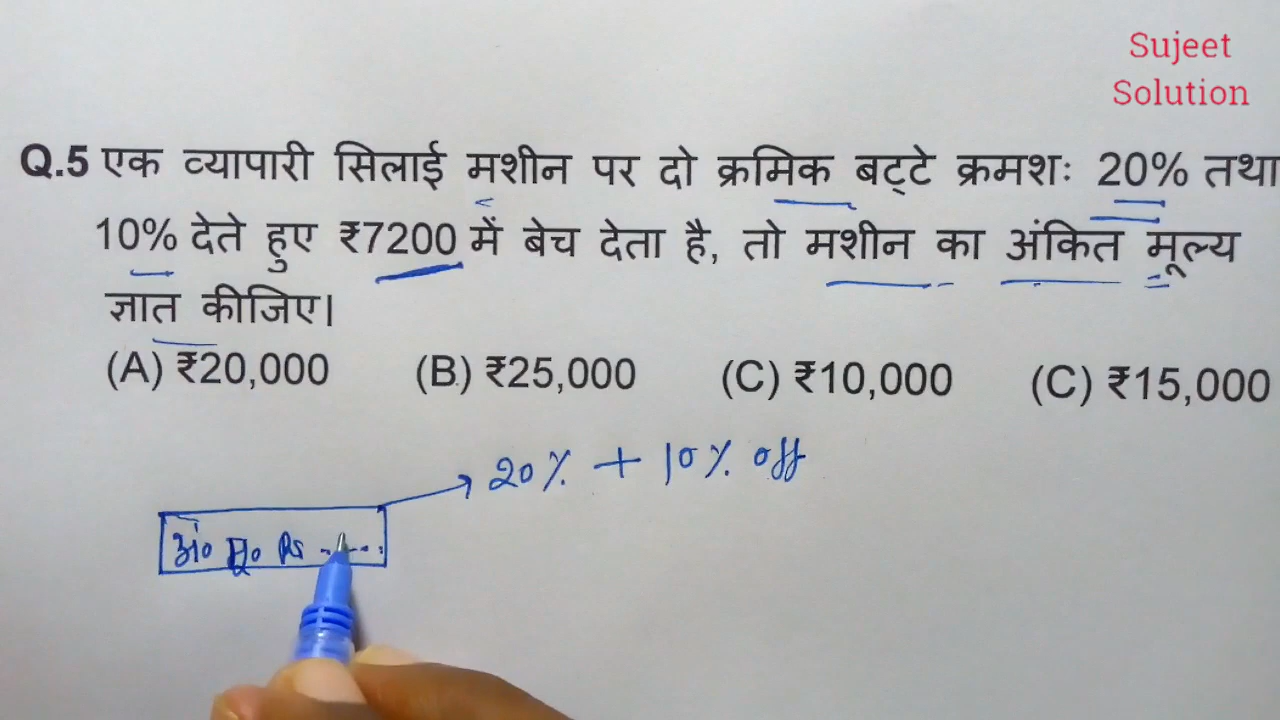 Sujeet
Solution
Q.5 एक व्यापारी सिलाई मशीन पर दो क्रमिक बट्टे क्रमशः 20% तथा
10% देते हुए ₹7200 में बेच देता है, तो मशीन का अंकित मूल्य
ज्ञात कीजिए।
(A) ₹20,000 (B) ₹25,000 (C) ₹10,000 (C) ₹15,000
20% + 10% off
अं० मू० Rs .....